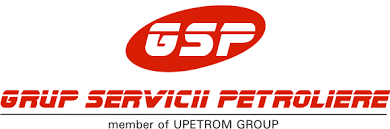 GSP
GRUP SERVICII PETROLIERE
member of UPETROM GROUP